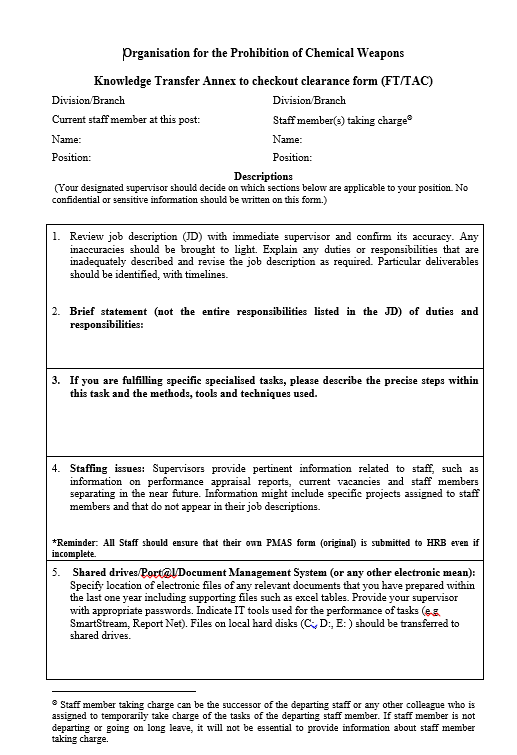 Organisation for the Prohibition of Chemical Weapons
Knowledge Transfer Annex to checkout clearance form (FT/TAC)
Division/Branch
Division/Branch
Current staff member at this post:
Staff member(s) taking charge⊗
Name:
Name:
Position:
Position:
Descriptions
(Your designated supervisor should decide on which sections below are applicable to your position. No
confidential or sensitive information should be written on this form.)
1. Review job description (JD) with immediate supervisor and confirm its accuracy. Any
inaccuracies should be brought to light. Explain any duties or responsibilities that are
inadequately described and revise the job description as required. Particular deliverables
should be identified, with timelines.
2. Brief statement (not the entire responsibilities listed in the JD) of duties and
responsibilities:
3. If you are fulfilling specific specialised tasks, please describe the precise steps within
this task and the methods, tools and techniques used.
4. Staffing issues: Supervisors provide pertinent information related to staff, such as
information on performance appraisal reports, current vacancies and staff members
separating in the near future. Information might include specific projects assigned to staff
members and that do not appear in their job descriptions.
*Reminder: All Staff should ensure that their own PMAS form (original) is submitted to HRB even if
incomplete.
5. Shared drives/Port@l/Document Management System (or any other electronic mean):
Specify location of electronic files of any relevant documents that you have prepared within
the last one year including supporting files such as excel tables. Provide your supervisor
with appropriate passwords. Indicate IT tools used for the performance of tasks (e.g.
SmartStream, Report Net). Files on local hard disks (C:, D:, E: ) should be transferred to
shared drives.
⊗ Staff member taking charge can be the successor of the departing staff or any other colleague who is
assigned to temporarily take charge of the tasks of the departing staff member. If staff member is not
departing or going on long leave, it will not be essential to provide information about staff member
taking charge.